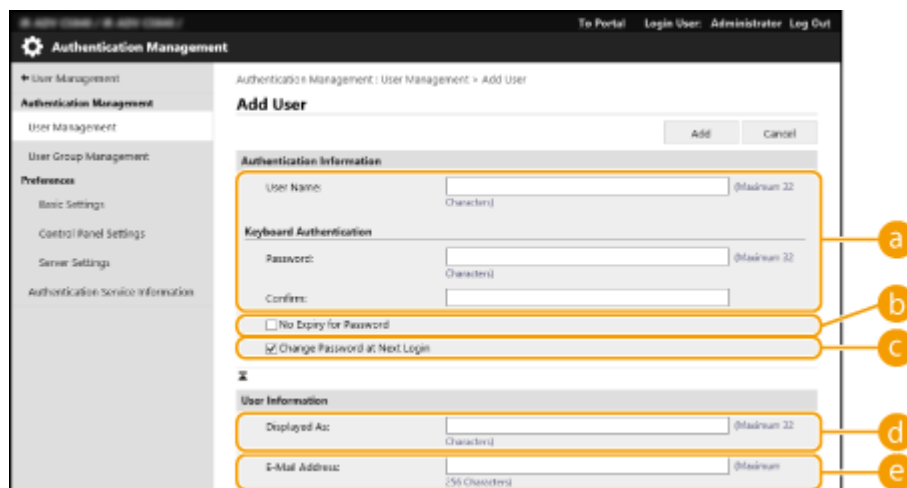 To Portal Login User: Administrator Log Out
Authentication Management
User Management
Authentication Management
User Management
User Group Management
Preferences
Basic Settings
Control Panel Settings
Server Settings
Authentication Service Information
Authentication Management : User Management > Add User
Add User
Add Cancel
Authentication Information
User Name: (Maximum 32
Characters)
Keyboard Authentication
Password: (Maximum 32
Characters)
Confirm:
No Expiry for Password
Change Password at Next Login
User Information
Displayed As: (Maximum 32
Characters)
E-Mail Address: (Maximum
256 Characters)
a
b
c
d
e